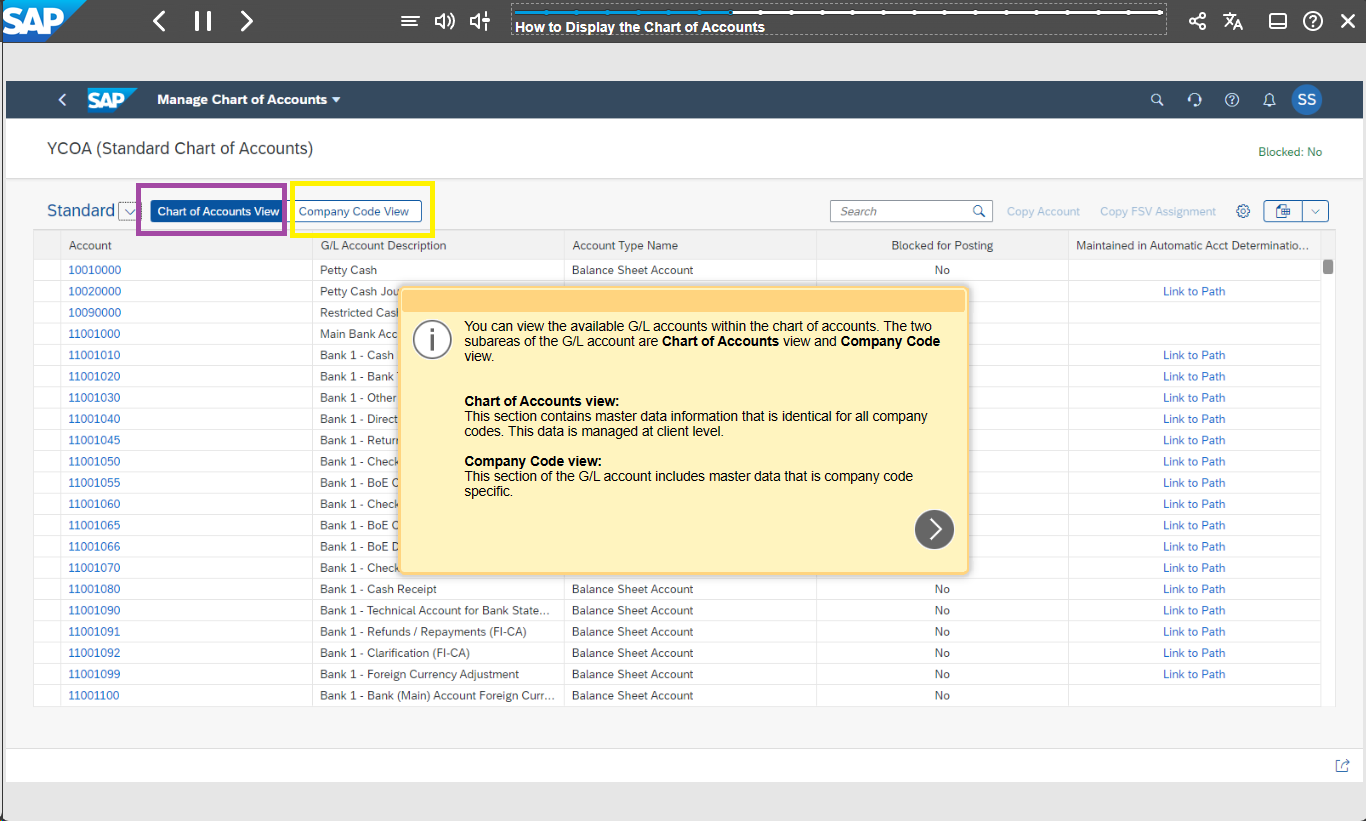 SAP
How to Display the Chart of Accounts
SAP Manage Chart of Accounts SS
YCOA (Standard Chart of Accounts)
Blocked: No
Standard Chart of Accounts View Company Code View Search Copy Account Copy FSV Assignment
Account G/L Account Description Account Type Name Blocked for Posting Maintained in Automatic Acct Determinatio...
10010000 Petty Cash Balance Sheet Account No
10020000 Petty Cash Jou Link to Path
10090000 Restricted Cas
11001000 Main Bank Acc
11001010 Bank 1 - Cash Link to Path
11001020 Bank 1 - Bank Link to Path
11001030 Bank 1 - Other Link to Path
11001040 Bank 1 - Direct Link to Path
11001045 Bank 1 - Retur Link to Path
11001050 Bank 1 - Check Link to Path
11001055 Bank 1 - BoE C Link to Path
11001060 Bank 1 - Check Link to Path
11001065 Bank 1 - BoE C Link to Path
11001066 Bank 1 - BoE D Link to Path
11001070 Bank 1 - Check Link to Path
11001080 Bank 1 - Cash Receipt Balance Sheet Account No Link to Path
11001090 Bank 1 - Technical Account for Bank State... Balance Sheet Account No Link to Path
11001091 Bank 1 - Refunds / Repayments (FI-CA) Balance Sheet Account No Link to Path
11001092 Bank 1 - Clarification (FI-CA) Balance Sheet Account No Link to Path
11001099 Bank 1 - Foreign Currency Adjustment Balance Sheet Account No Link to Path
11001100 Bank 1 - Bank (Main) Account Foreign Curr... Balance Sheet Account No
You can view the available G/L accounts within the chart of accounts. The two
subareas of the G/L account are Chart of Accounts view and Company Code
view.
Chart of Accounts view:
This section contains master data information that is identical for all company
codes. This data is managed at client level.
Company Code view:
This section of the G/L account includes master data that is company code
specific.